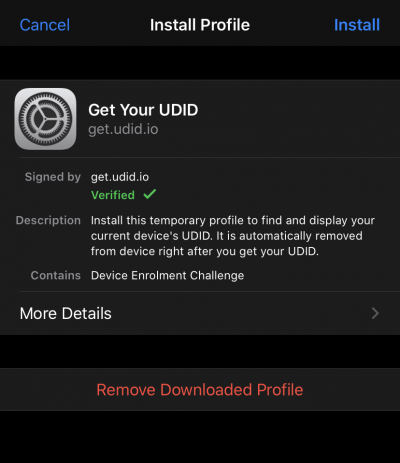 Cancel Install Profile Install
Get Your UDID
get.udid.io
Signed by get.udid.io
Verified
Description Install this temporary profile to find and display your
current device's UDID. It is automatically removed
from device right after you get your UDID.
Contains Device Enrolment Challenge
More Details
Remove Downloaded Profile